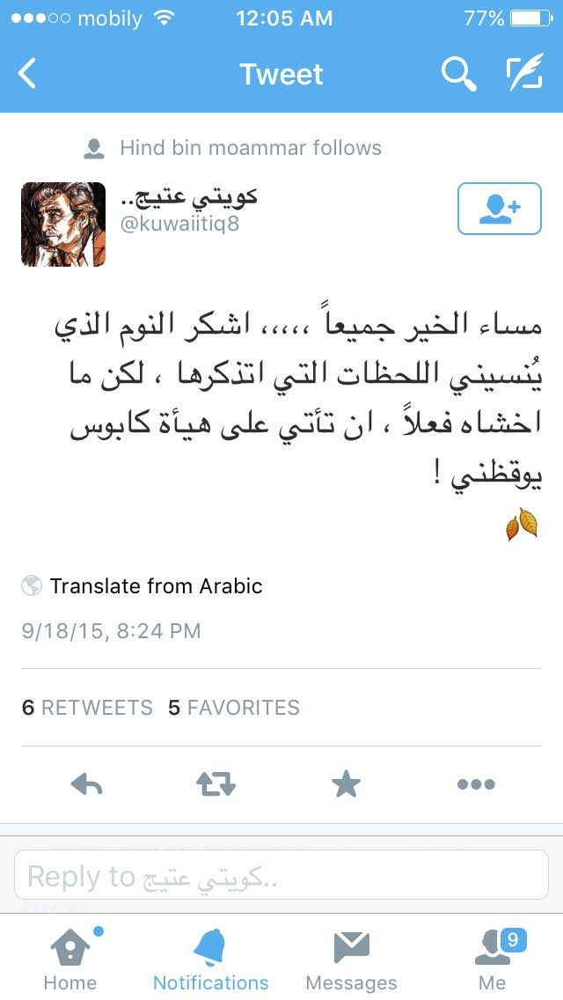 mobily 12:05 AM 77%
Tweet
Hind bin moammar follows
كويتي عتيج..
@kuwaiitiq8
مساء الخير جميعاً ،،،،، اشكر النوم الذي
يُنسيني اللحظات التي اتذكرها ، لكن ما
اخشاه فعلاً ، ان تأتي على هيأة كابوس
يوقظني !
🍂
Translate from Arabic
9/18/15, 8:24 PM
6 RETWEETS 5 FAVORITES
Reply to كويتي عتيج..
9
Home Notifications Messages Me